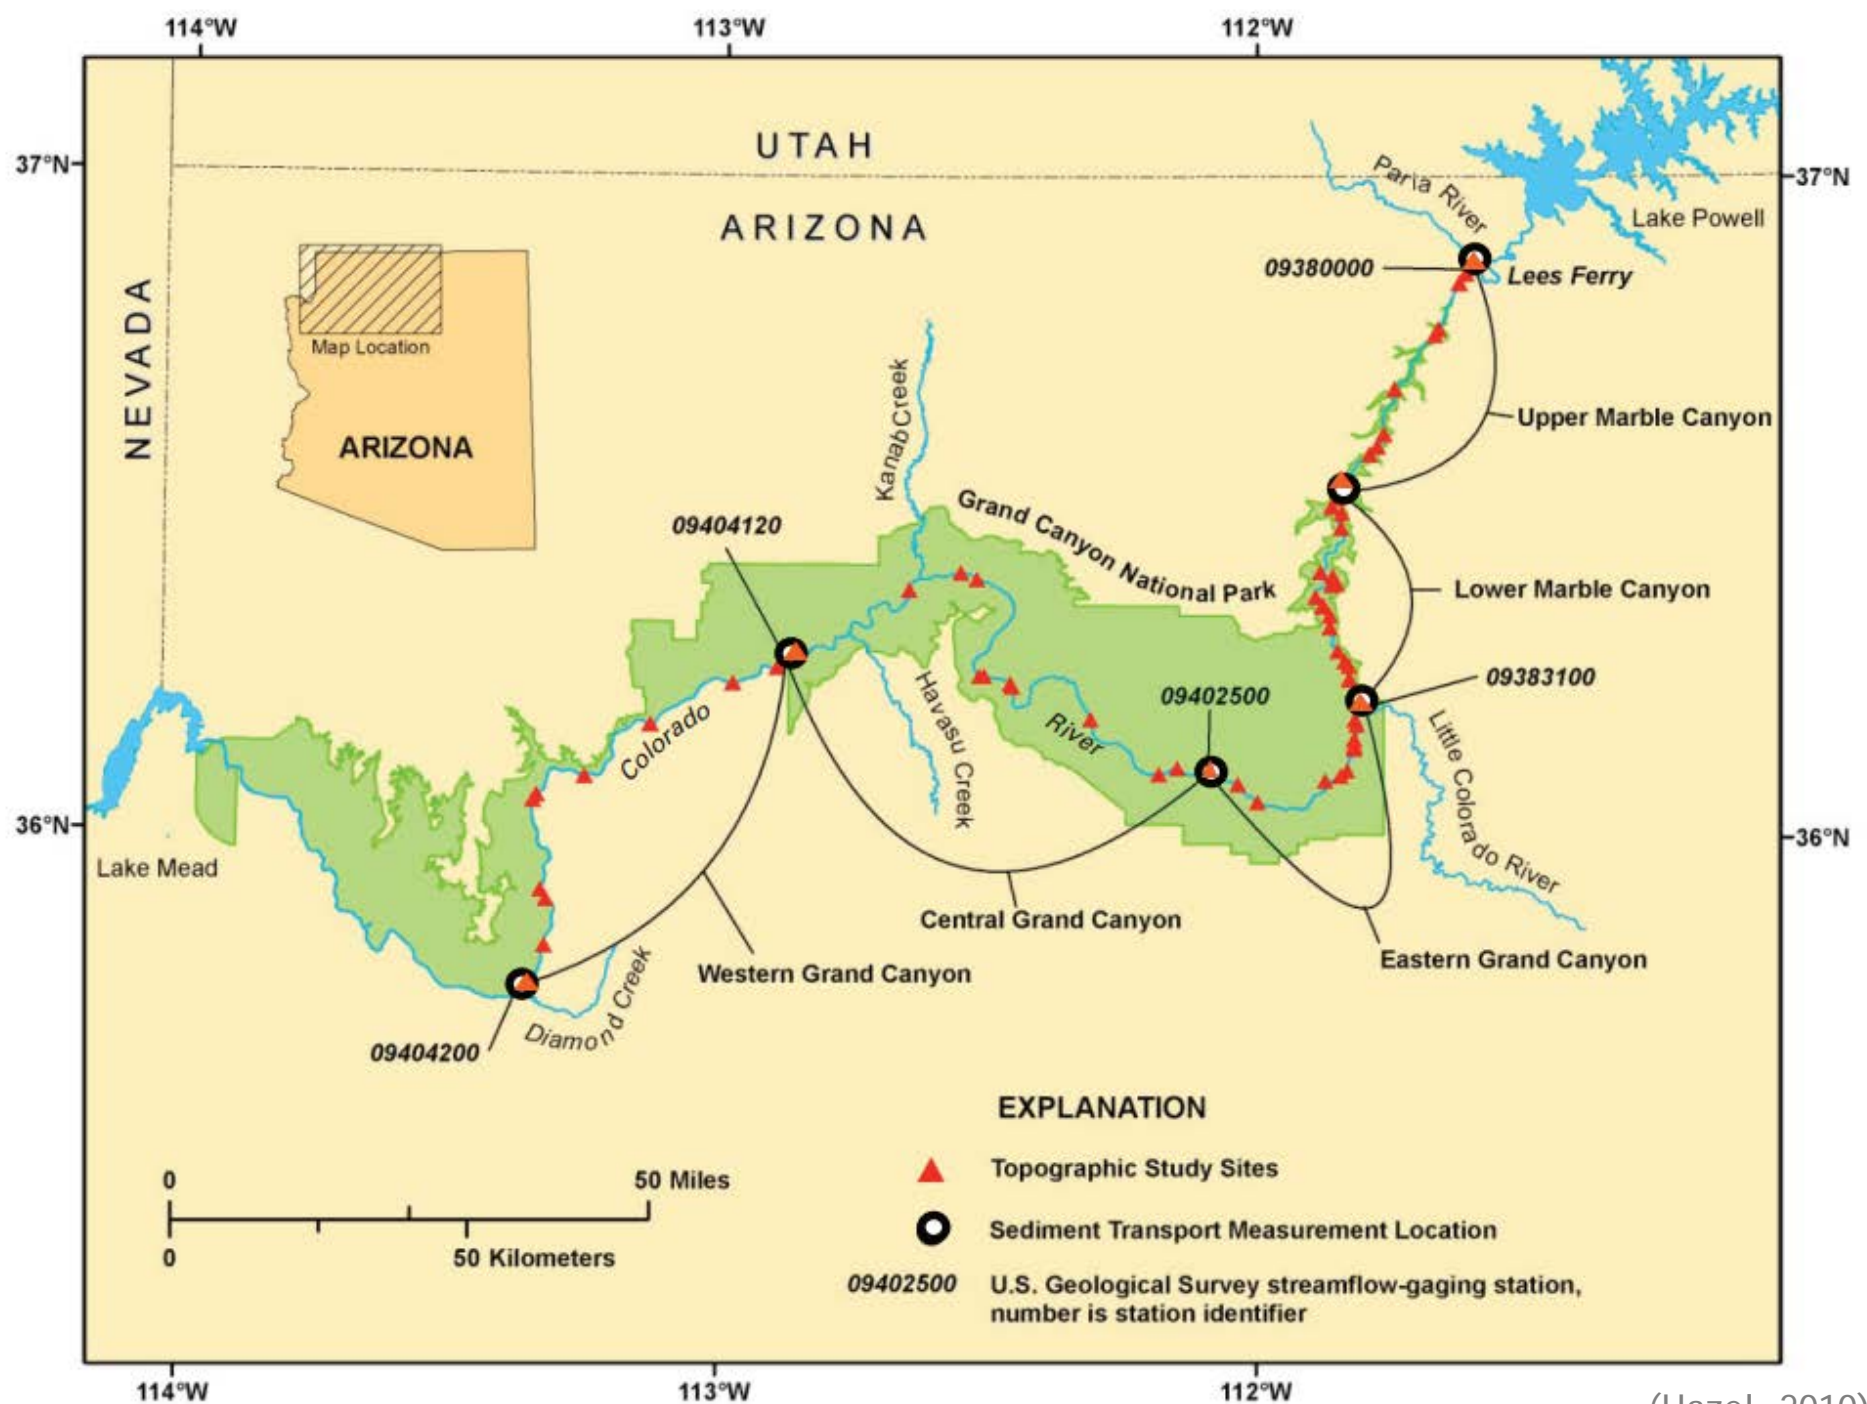 114°W
113°W
112°W
37°N
37°N
UTAH
ARIZONA
NEVADA
Map Location
ARIZONA
Paria River
Lake Powell
09380000
Lees Ferry
Kanab Creek
Upper Marble Canyon
Grand Canyon National Park
09404120
Lower Marble Canyon
09383100
09402500
Havasu Creek
Colorado
River
Little Colorado River
36°N
36°N
Lake Mead
Central Grand Canyon
Western Grand Canyon
Eastern Grand Canyon
Diamond Creek
09404200
EXPLANATION
Topographic Study Sites
Sediment Transport Measurement Location
09402500 U.S. Geological Survey streamflow-gaging station,
number is station identifier
0 50 Miles
0 50 Kilometers
114°W
113°W
112°W